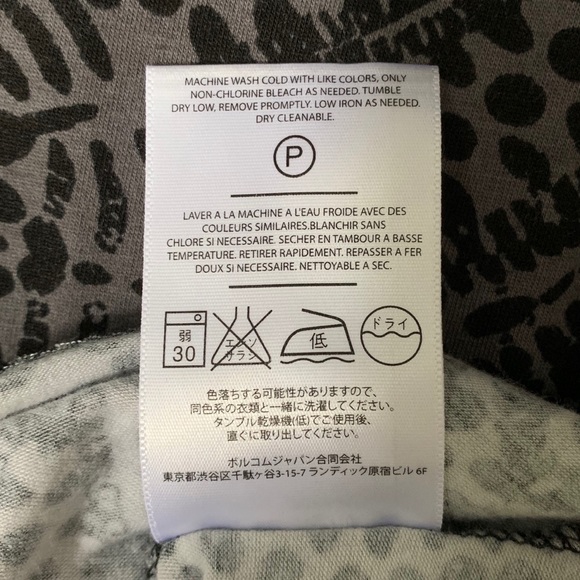 MACHINE WASH COLD WITH LIKE COLORS, ONLY
NON-CHLORINE BLEACH AS NEEDED. TUMBLE
DRY LOW, REMOVE PROMPTLY. LOW IRON AS NEEDED.
DRY CLEANABLE.
P
LAVER A LA MACHINE A L'EAU FROIDE AVEC DES
COULEURS SIMILAIRES.BLANCHIR SANS
CHLORE SI NECESSAIRE. SECHER EN TAMBOUR A BASSE
TEMPERATURE. RETIRER RAPIDEMENT. REPASSER A FER
DOUX SI NECESSAIRE. NETTOYABLE A SEC.
弱
30
エンソ
サラシ
低
ドライ
色落ちする可能性がありますので、
同色系の衣類と一緒に洗濯してください。
タンブル乾燥機(低)でご使用後、
直ぐに取り出してください。
ボルコムジャパン合同会社
東京都渋谷区千駄ヶ谷3-15-7 ランディック原宿ビル 6F